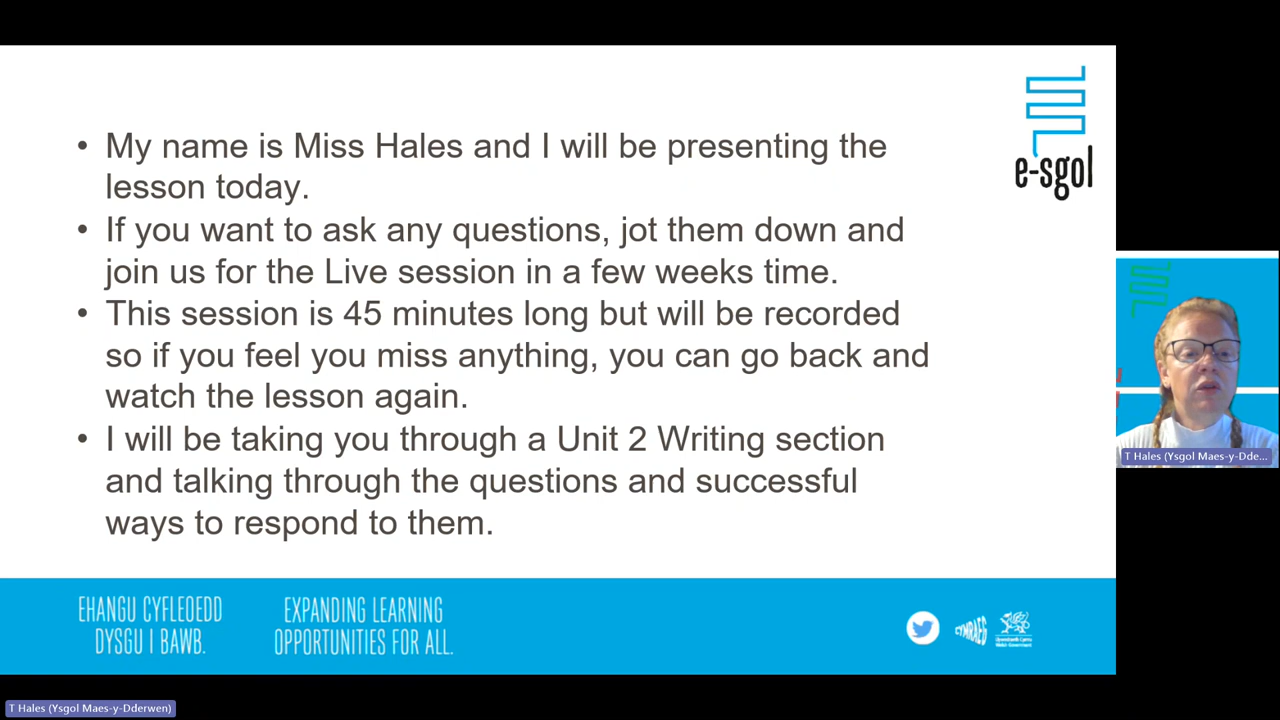 • My name is Miss Hales and I will be presenting the
lesson today.
• If you want to ask any questions, jot them down and
join us for the Live session in a few weeks time.
• This session is 45 minutes long but will be recorded
so if you feel you miss anything, you can go back and
watch the lesson again.
• I will be taking you through a Unit 2 Writing section
and talking through the questions and successful
ways to respond to them.
e-sgol
T Hales (Ysgol Maes-y-Dde...
EHANGU CYFLEOEDD
DYSGU I BAWB.
EXPANDING LEARNING
OPPORTUNITIES FOR ALL.
CYMRAEG
Llywodraeth Cymru
Welsh Government
T Hales (Ysgol Maes-y-Dderwen)